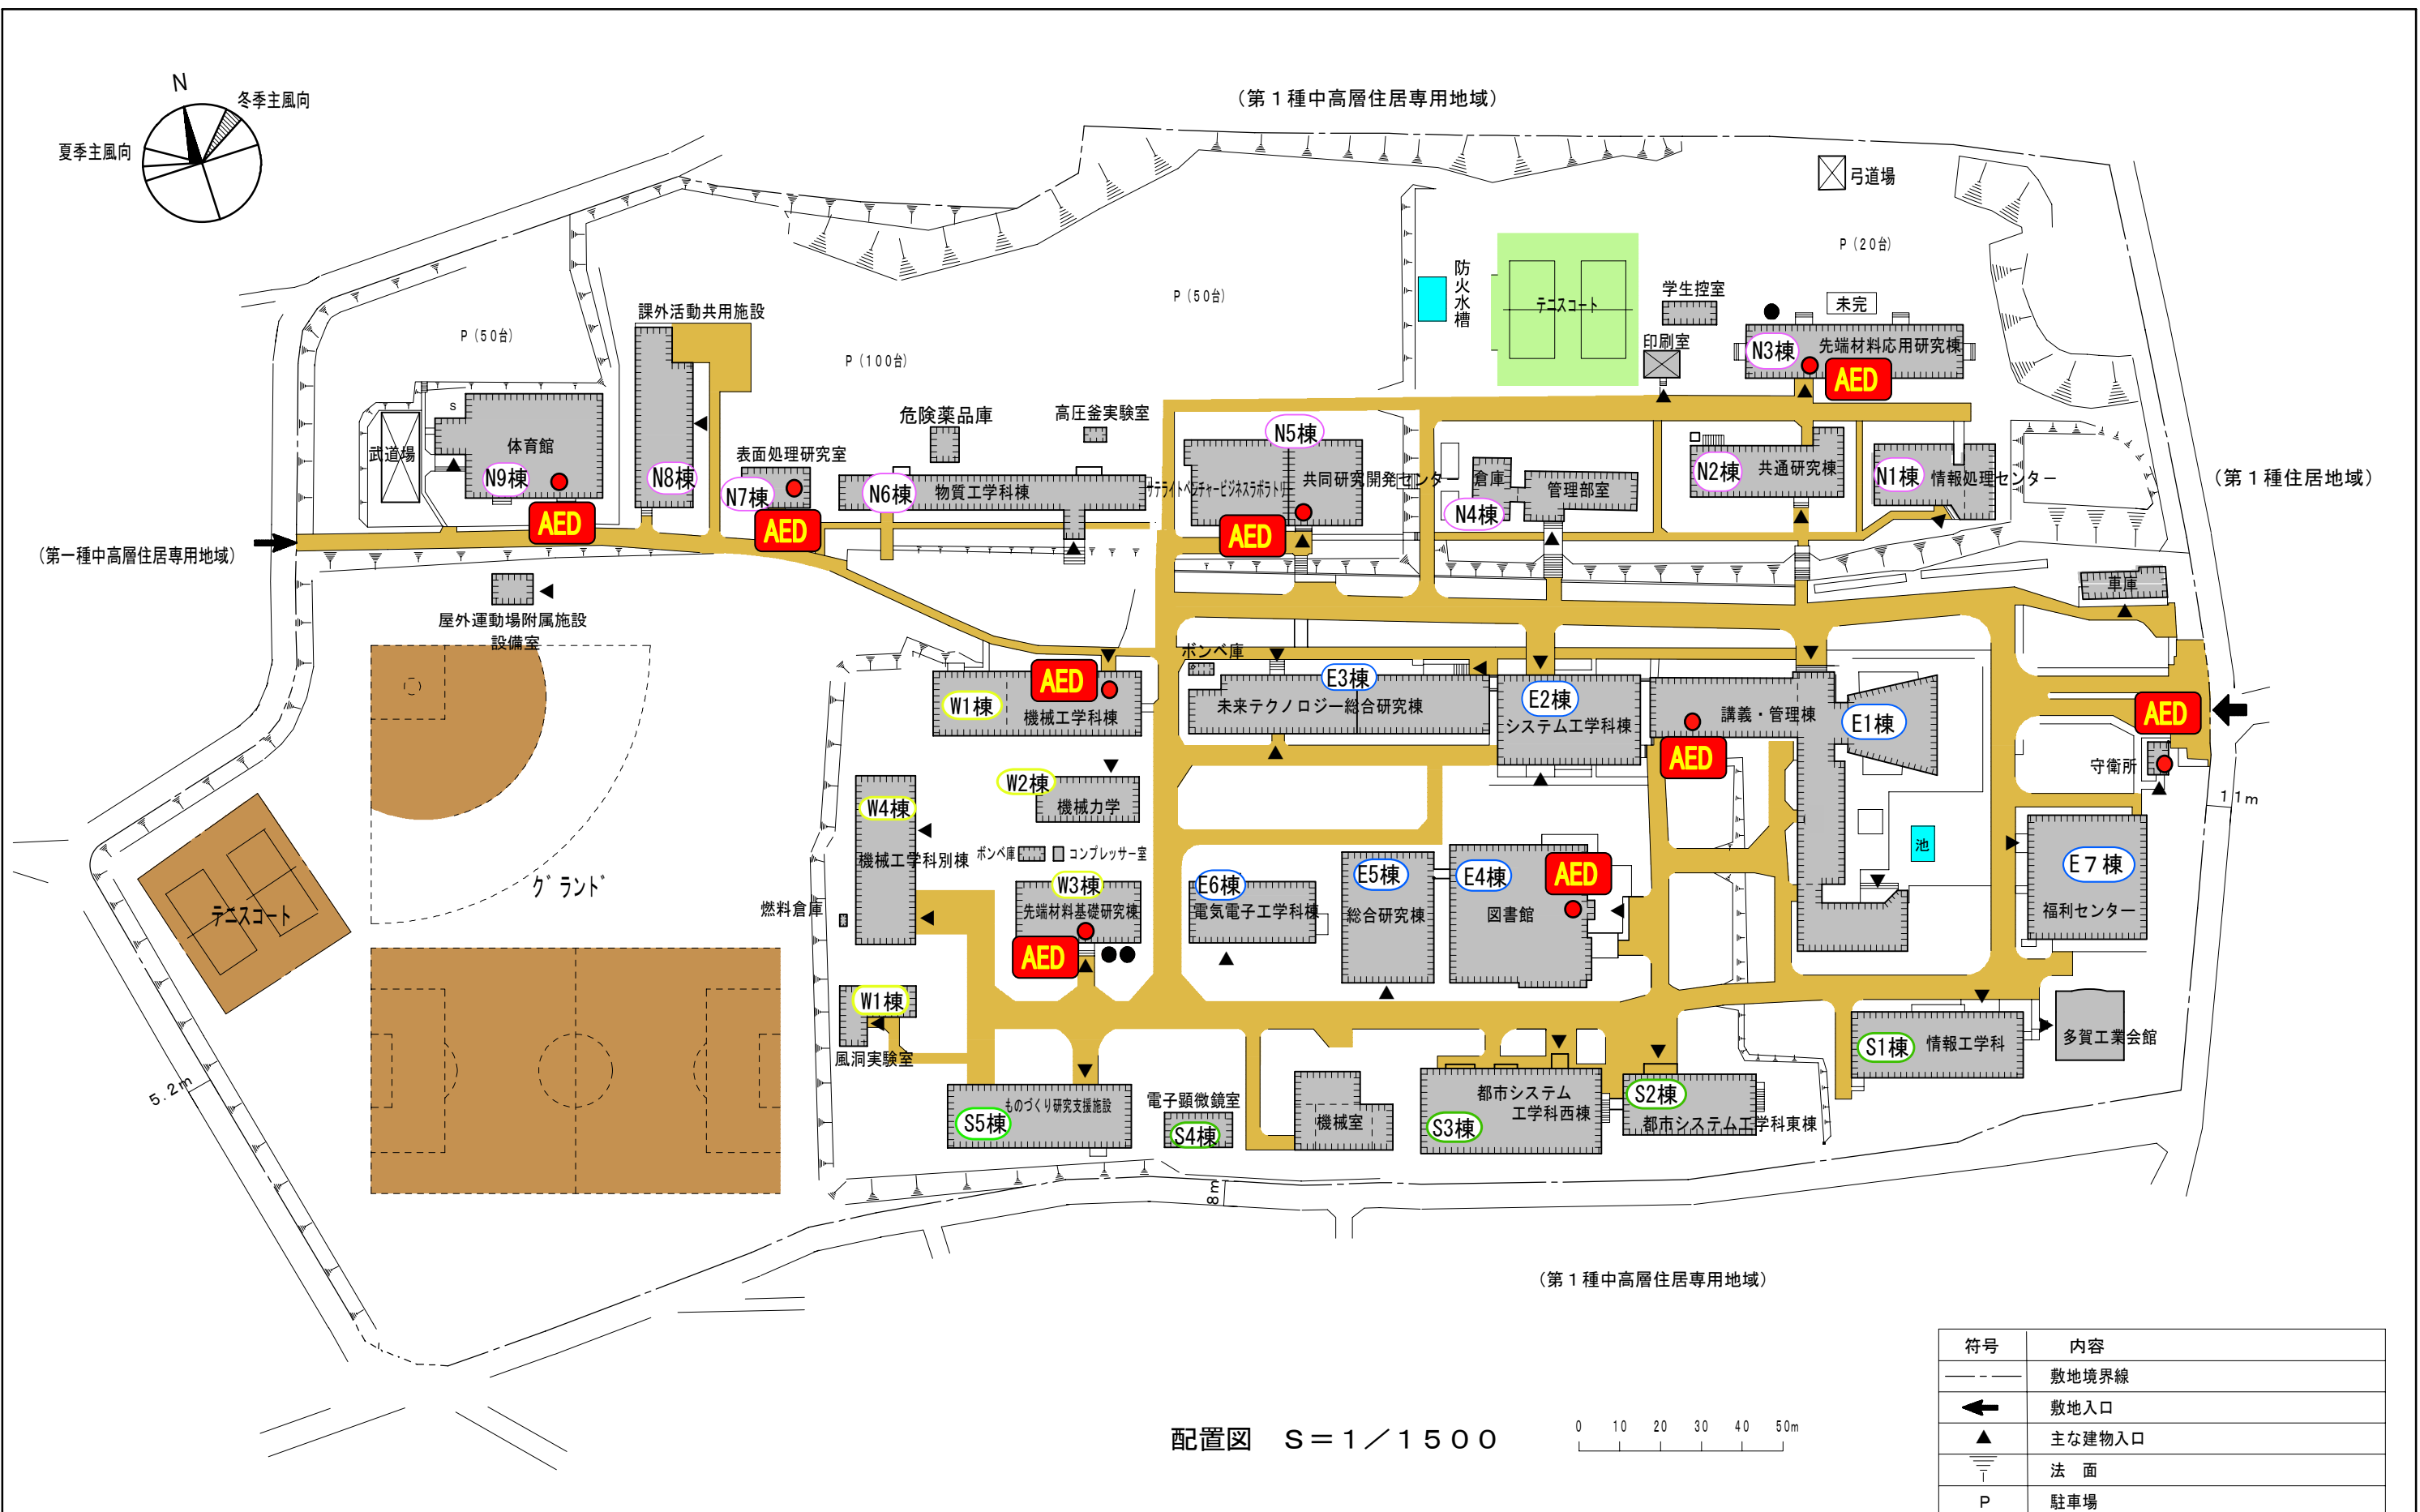 N
冬季主風向
夏季主風向
(第1種中高層住居専用地域)
弓道場
P(20台)
防火水槽
テニスコート
学生控室
未完
P(50台)
印刷室
N3棟
先端材料応用研究棟
AED
課外活動共用施設
P(50台)
P(100台)
危険薬品庫
高圧釜実験室
N5棟
s
体育館
武道場
N9棟
AED
N8棟
表面処理研究室
N7棟
AED
N6棟
物質工学科棟
サテライトベンチャービジネスラボラトリ
共同研究開発センター
AED
倉庫
N4棟
管理部室
N2棟
共通研究棟
N1棟
情報処理センター
(第1種住居地域)
(第一種中高層住居専用地域)
屋外運動場附属施設
設備室
車庫
ボンベ庫
AED
W1棟
機械工学科棟
E3棟
未来テクノロジー総合研究棟
E2棟
システム工学科棟
講義・管理棟
E1棟
AED
AED
守衛所
11m
W2棟
機械力学
W4棟
機械工学科別棟
ボンベ庫
コンプレッサー室
池
E7棟
福利センター
グランド
テニスコート
燃料倉庫
W3棟
先端材料基礎研究棟
AED
E6棟
電気電子工学科棟
E5棟
総合研究棟
E4棟
図書館
AED
W1棟
風洞実験室
S1棟
情報工学科
多賀工業会館
5.2m
S5棟
ものづくり研究支援施設
電子顕微鏡室
S4棟
機械室
都市システム
工学科西棟
S3棟
S2棟
都市システム工学科東棟
8m
(第1種中高層住居専用地域)
配置図 S=1/1500
0 10 20 30 40 50m
符号 内容
敷地境界線
敷地入口
主な建物入口
法 面
P 駐車場